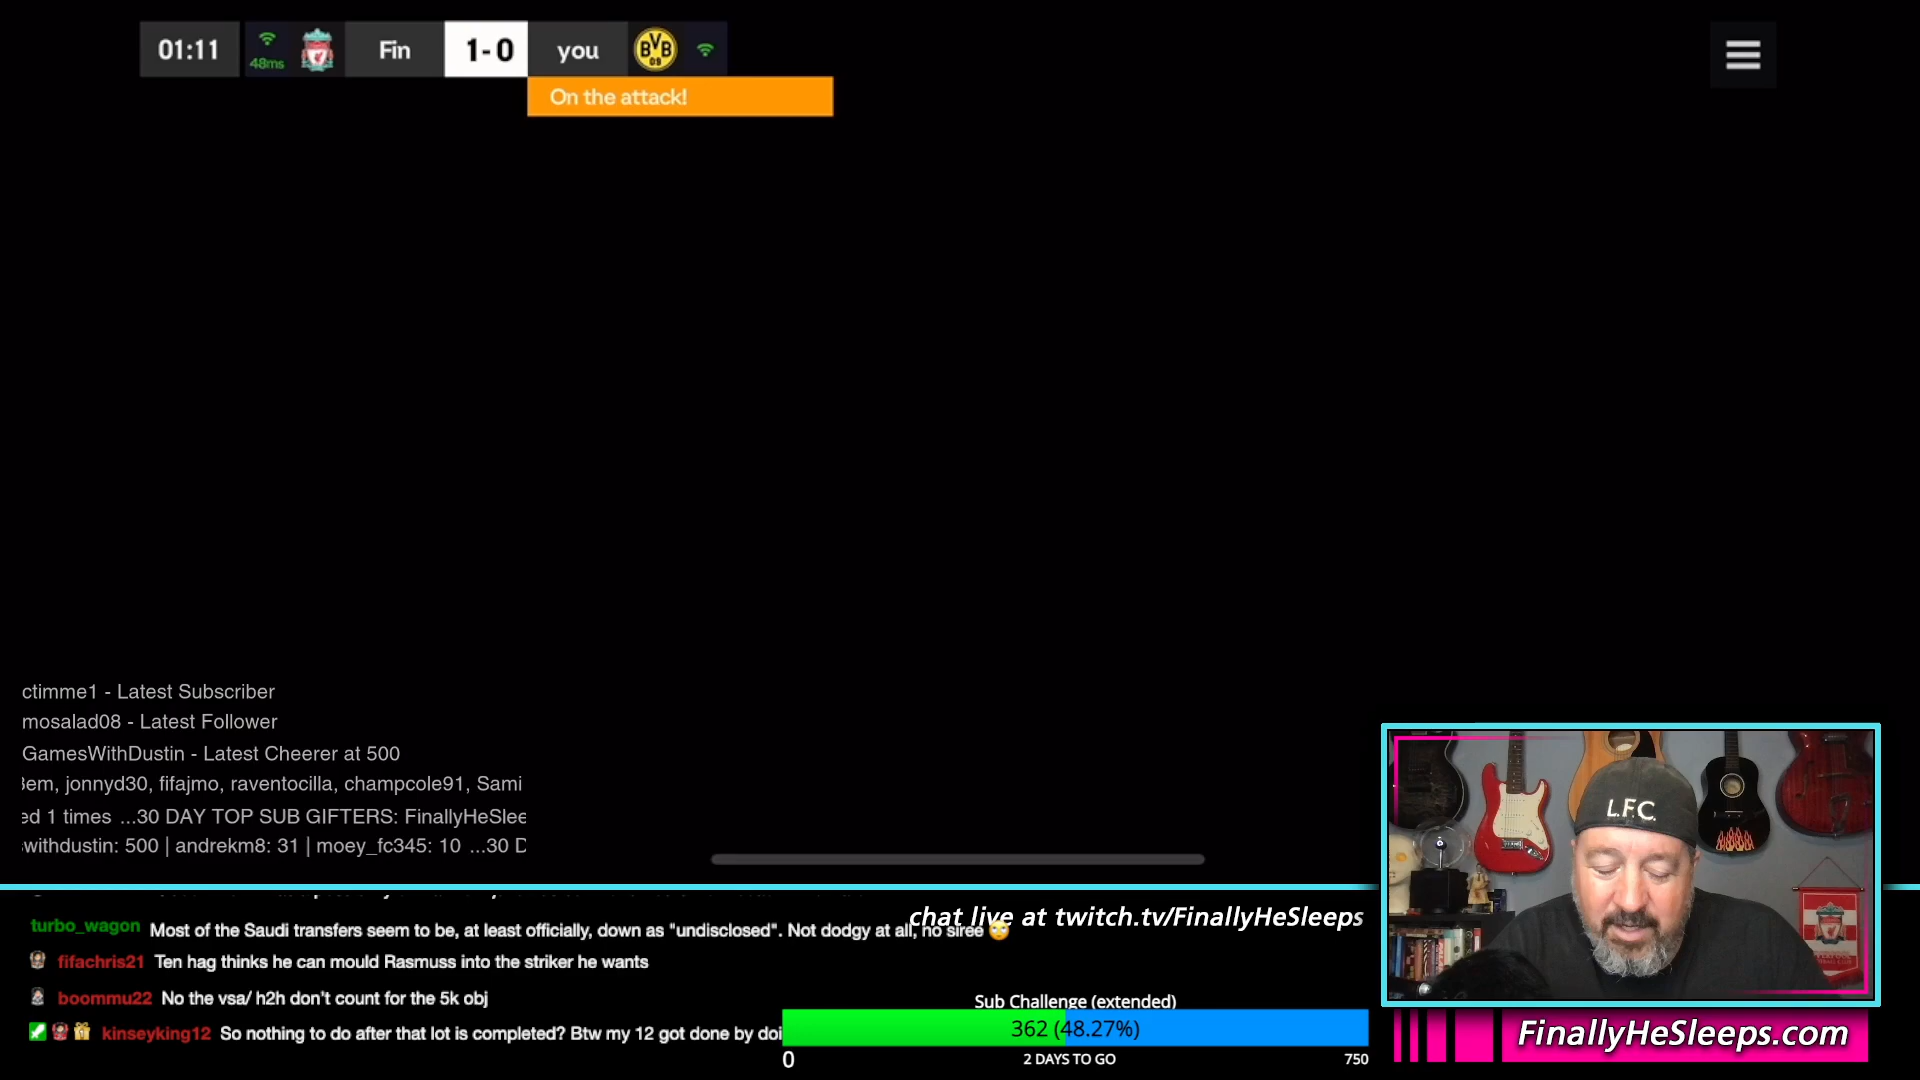 01:11
48ms
Fin
1-0
you
BVB
09
On the attack!
ctimme1 - Latest Subscriber
mosalad08 - Latest Follower
GamesWithDustin - Latest Cheerer at 500
em, jonnyd30, fifajmo, raventocilla, champcole91, Sami
ed 1 times ...30 DAY TOP SUB GIFTERS: FinallyHeSlee
withdustin: 500 | andrekm8: 31 | moey_fc345: 10 ...30 D
chat live at twitch.tv/FinallyHeSleeps
turbo_wagon Most of the Saudi transfers seem to be, at least officially, down as "undisclosed". Not dodgy at all, no siree 🙄
fifachris21 Ten hag thinks he can mould Rasmuss into the striker he wants
boommu22 No the vsa/ h2h don't count for the 5k obj
kinseyking12 So nothing to do after that lot is completed? Btw my 12 got done by doi
Sub Challenge (extended)
362 (48.27%)
0
2 DAYS TO GO
750
L.F.C.
FinallyHeSleeps.com